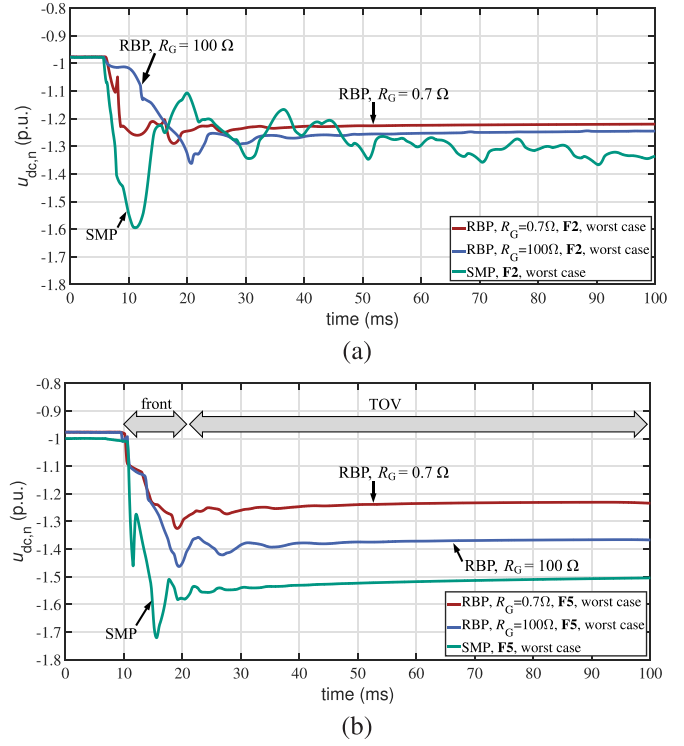 -0.8
RBP, R_G = 100 Ω
-0.9
-1
RBP, R_G = 0.7 Ω
-1.1
-1.2
u_dc,n (p.u.)
-1.3
-1.4
SMP
-1.5
RBP, R_G=0.7Ω, F2, worst case
-1.6
RBP, R_G=100Ω, F2, worst case
-1.7
SMP, F2, worst case
-1.8
0 10 20 30 40 50 60 70 80 90 100
time (ms)
(a)
-0.8
front TOV
-0.9
-1
-1.1
RBP, R_G = 0.7 Ω
-1.2
u_dc,n (p.u.)
-1.3
-1.4
RBP, R_G = 100 Ω
-1.5
RBP, R_G=0.7Ω, F5, worst case
-1.6
SMP
RBP, R_G=100Ω, F5, worst case
-1.7
SMP, F5, worst case
-1.8
0 10 20 30 40 50 60 70 80 90 100
time (ms)
(b)